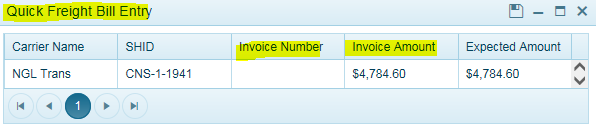 Quick Freight Bill Entry
Carrier Name SHID Invoice Number Invoice Amount Expected Amount
NGL Trans CNS-1-1941 $4,784.60 $4,784.60
1